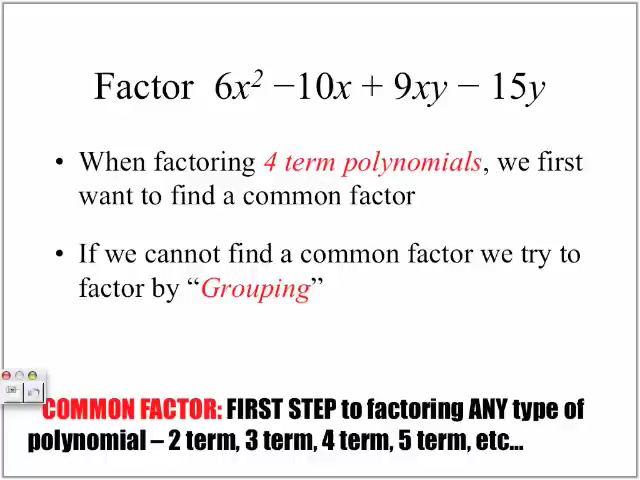 Factor 6x² −10x + 9xy − 15y
• When factoring 4 term polynomials, we first
want to find a common factor
• If we cannot find a common factor we try to
factor by “Grouping”
COMMON FACTOR: FIRST STEP to factoring ANY type of
polynomial – 2 term, 3 term, 4 term, 5 term, etc...